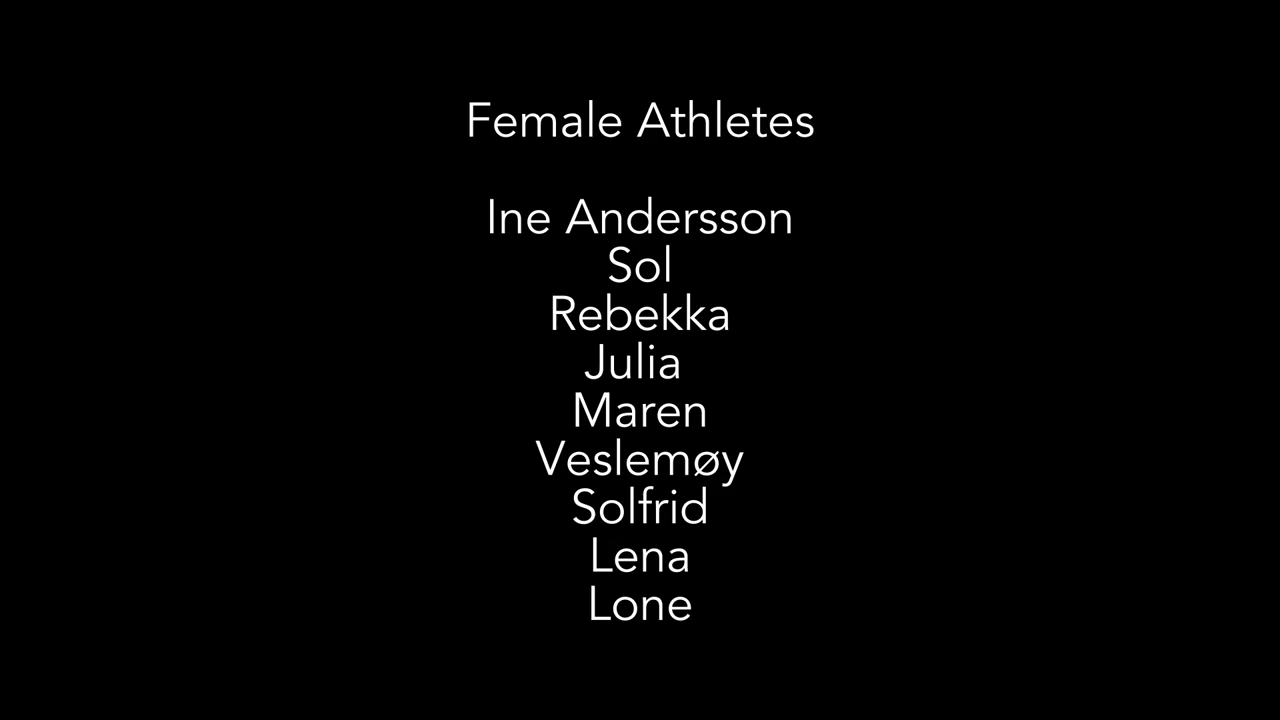 Female Athletes
Ine Andersson
Sol
Rebekka
Julia
Maren
Veslemøy
Solfrid
Lena
Lone